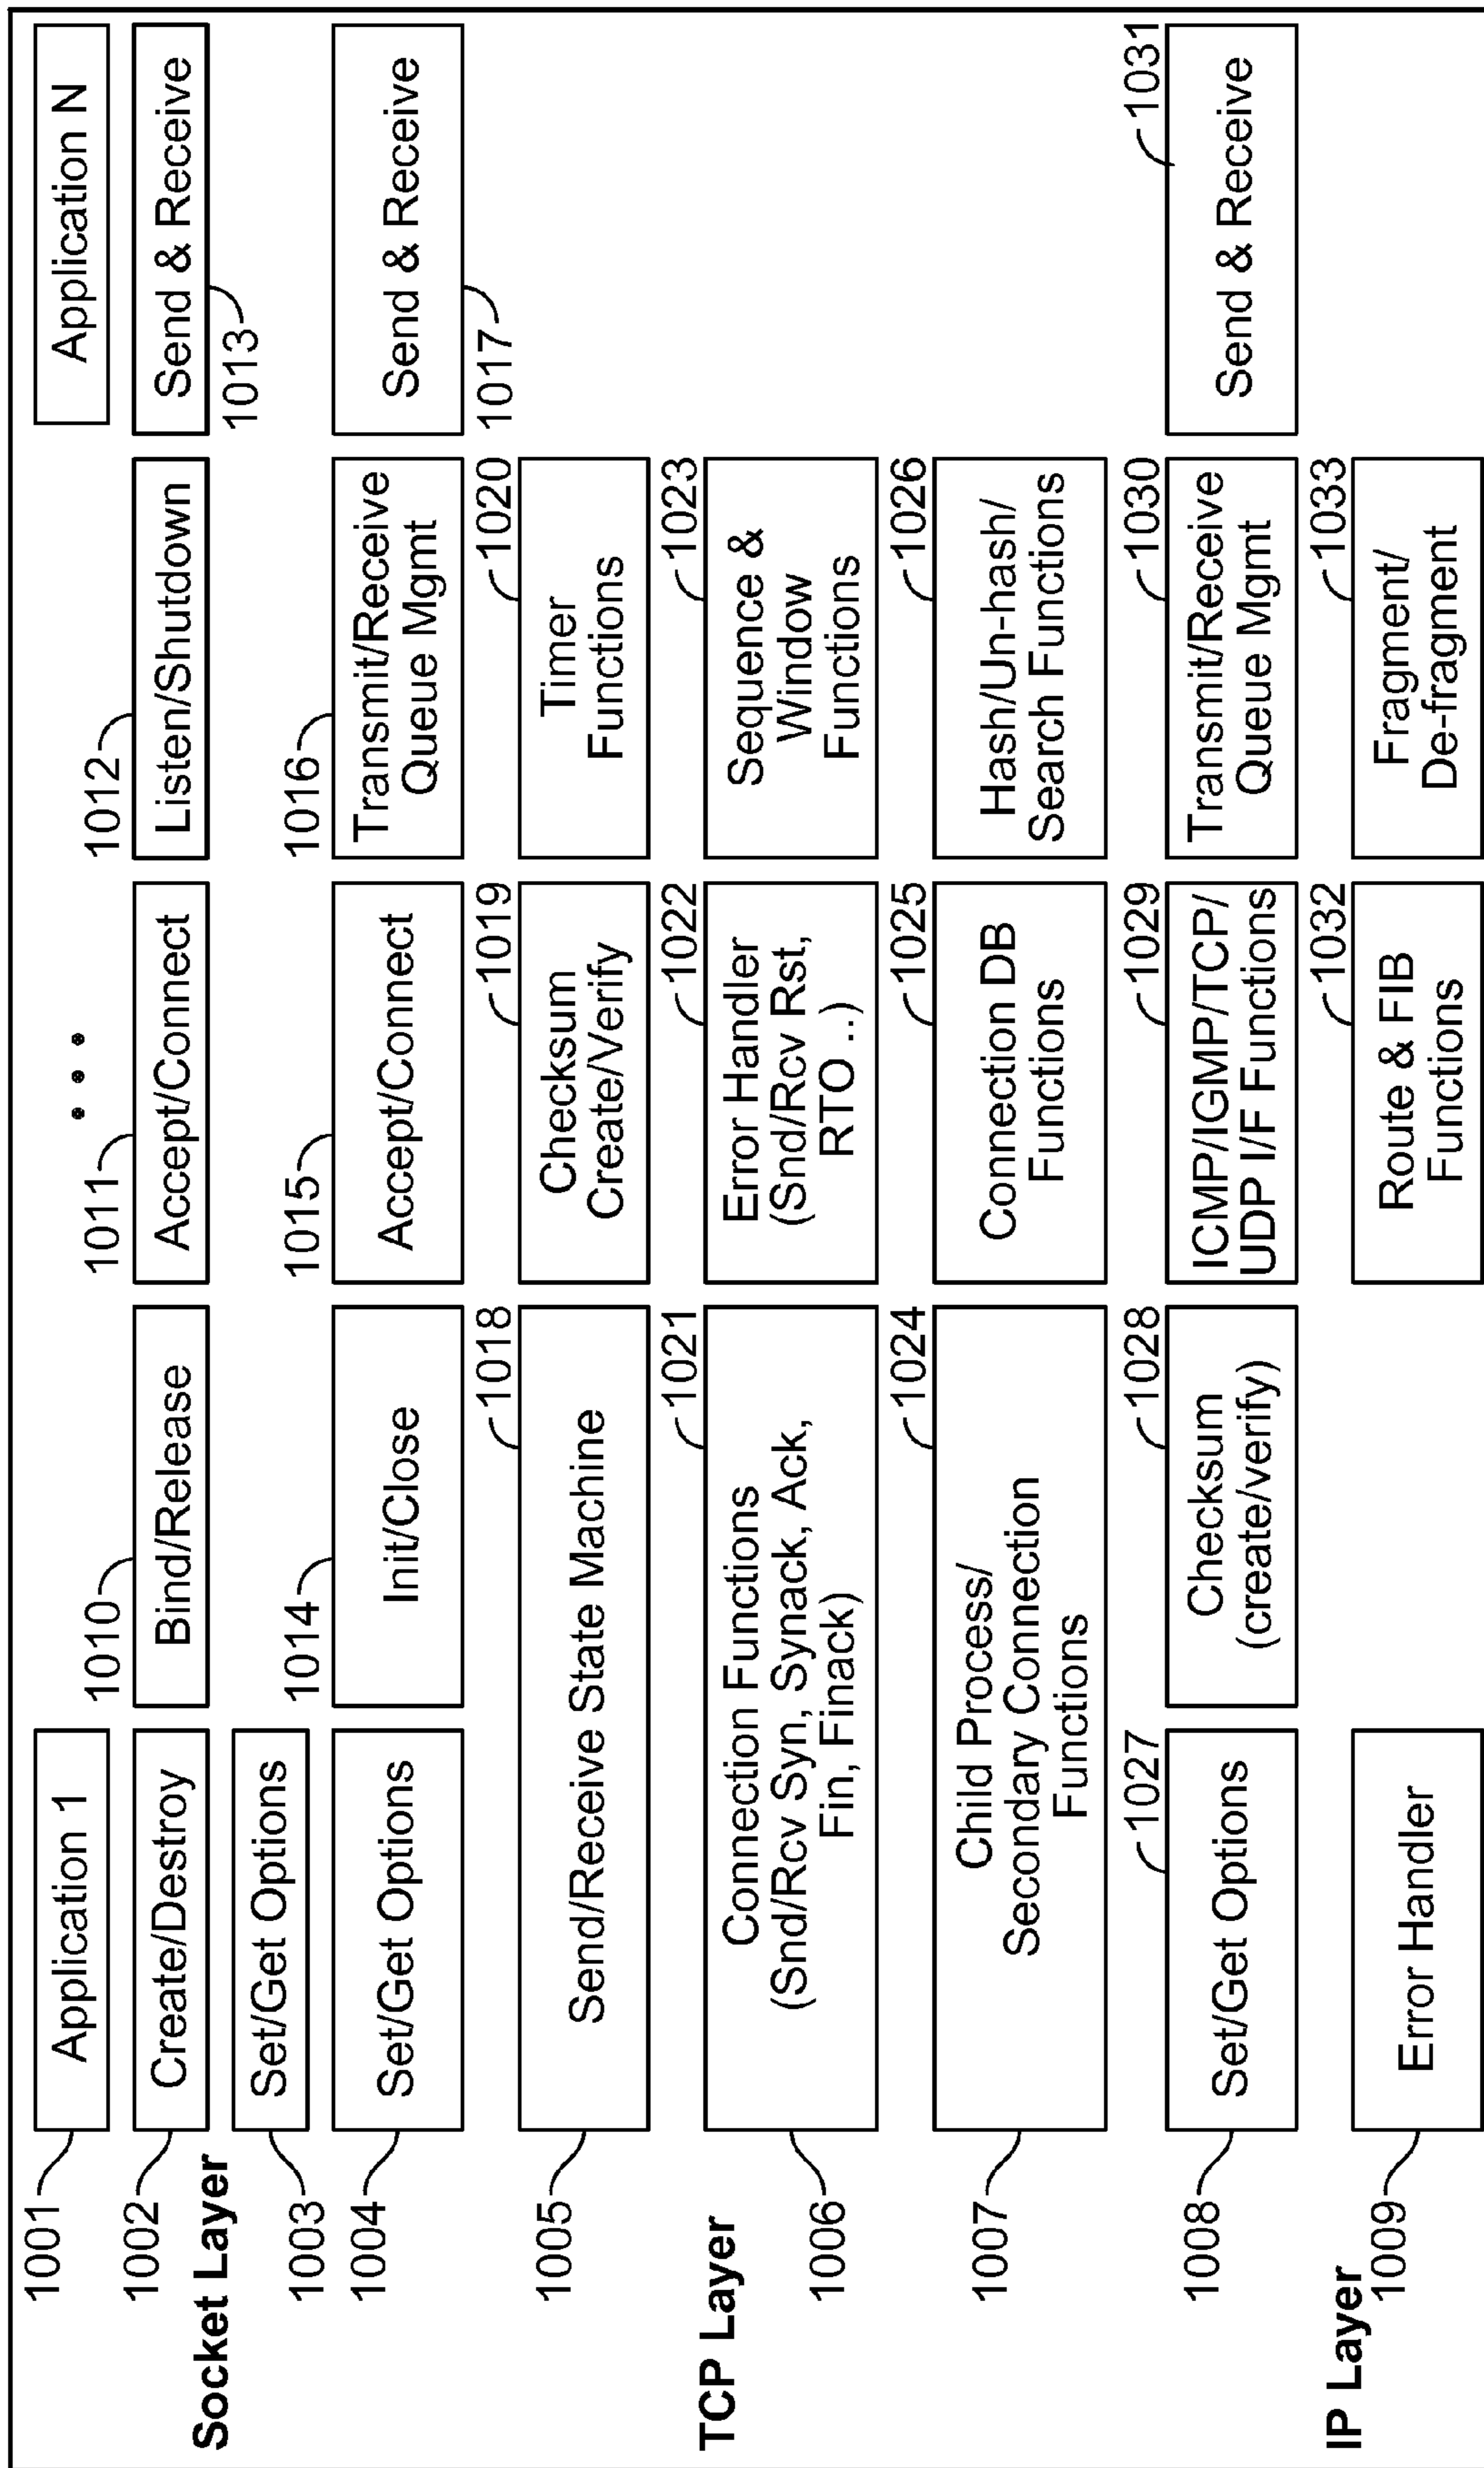 1001
Application 1
• • •
Application N
Socket Layer
1002
Create/Destroy
1010
Bind/Release
1011
Accept/Connect
1012
Listen/Shutdown
Send & Receive
1013
1003
Set/Get Options
1004
Set/Get Options
1014
Init/Close
1015
Accept/Connect
1016
Transmit/Receive
Queue Mgmt
Send & Receive
1017
TCP Layer
1005
Send/Receive State Machine
1018
Checksum
Create/Verify
1019
Timer
Functions
1020
1006
Connection Functions
(Snd/Rcv Syn, Synack, Ack,
Fin, Finack)
1021
Error Handler
(Snd/Rcv Rst,
RTO ..)
1022
Sequence &
Window
Functions
1023
1007
Child Process/
Secondary Connection
Functions
1024
Connection DB
Functions
1025
Hash/Un-hash/
Search Functions
1026
IP Layer
1008
Set/Get Options
1027
Checksum
(create/verify)
1028
ICMP/IGMP/TCP/
UDP I/F Functions
1029
Transmit/Receive
Queue Mgmt
1030
Send & Receive
1031
1009
Error Handler
Route & FIB
Functions
1032
Fragment/
De-fragment
1033